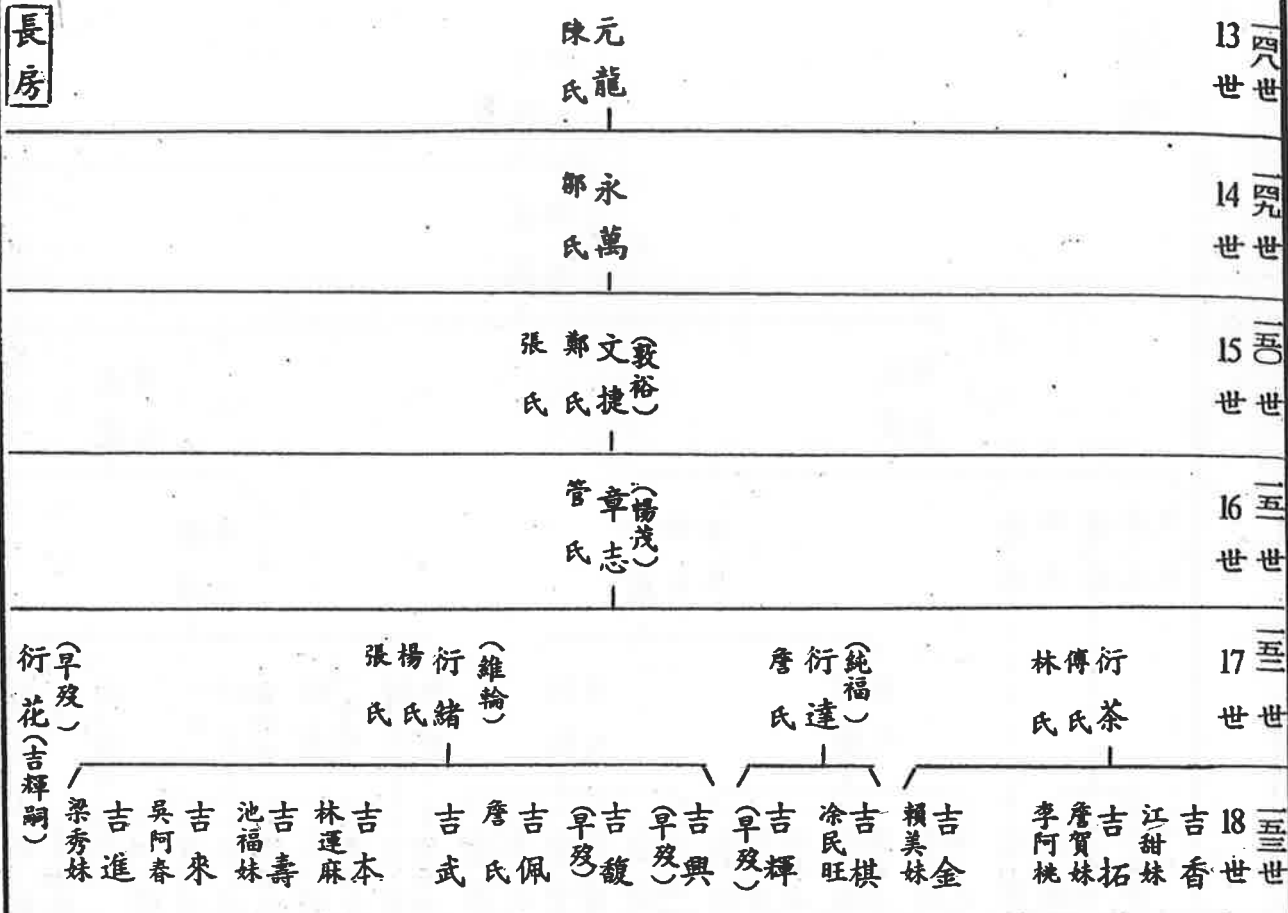 長房
一四八世
13世
元龍
陳氏
一四九世
14世
永萬
鄒氏
一五〇世
15世
(敦裕)
文捷
鄭氏
張氏
一五一世
16世
(暢茂)
章志
管氏
一五二世
17世
衍茶
傅氏
林氏
(純福)
衍達
詹氏
(維輪)
衍緒
楊氏
張氏
(早歿)
衍花(吉輝嗣)
一五三世
18世
吉香
江甜妹
吉拓
詹賀妹
李阿桃
吉金
賴美妹
吉棋
凃民旺
吉輝
(早歿)
吉興
(早歿)
吉馥
(早歿)
吉佩
詹氏
吉武
吉本
林運麻
吉壽
池福妹
吉來
吳阿春
吉進
梁秀妹